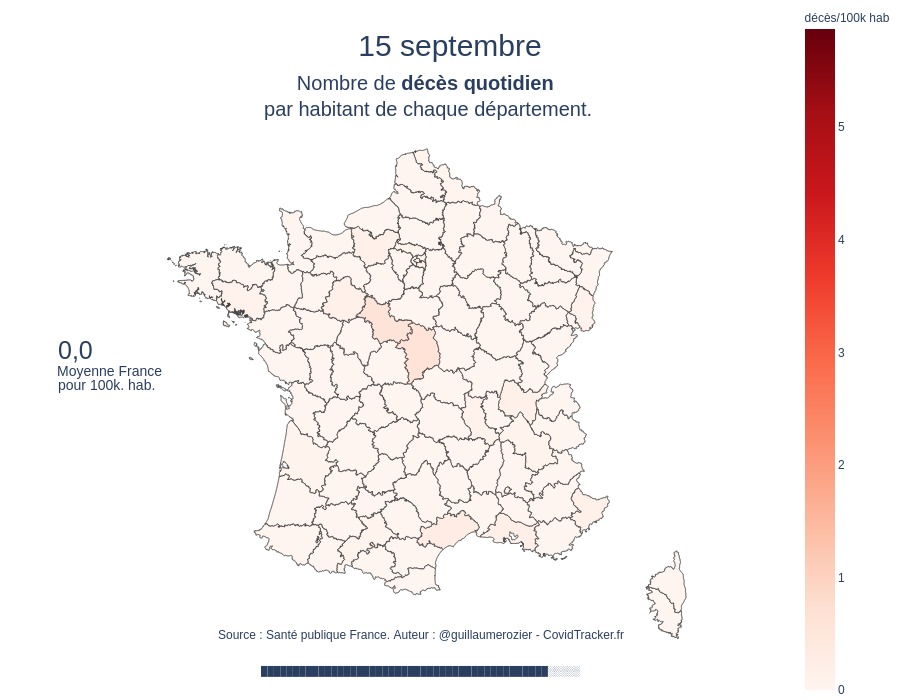 décès/100k hab
15 septembre
Nombre de décès quotidien
par habitant de chaque département.
5
4
3
2
1
0
0,0
Moyenne France
pour 100k. hab.
Source : Santé publique France. Auteur : @guillaumerozier - CovidTracker.fr